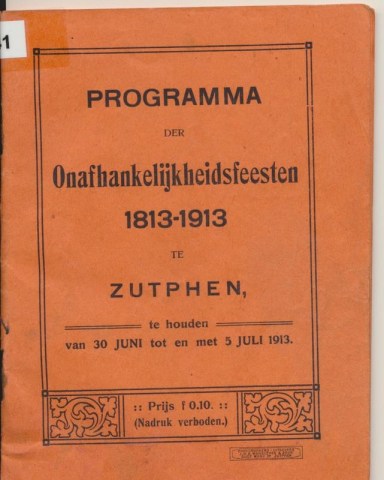 1
PROGRAMMA
DER
Onafhankelijkheidsfeesten
1813-1913
TE
ZUTPHEN,
te houden
van 30 JUNI tot en met 5 JULI 1913.
:: Prijs f 0.10. ::
(Nadruk verboden.)